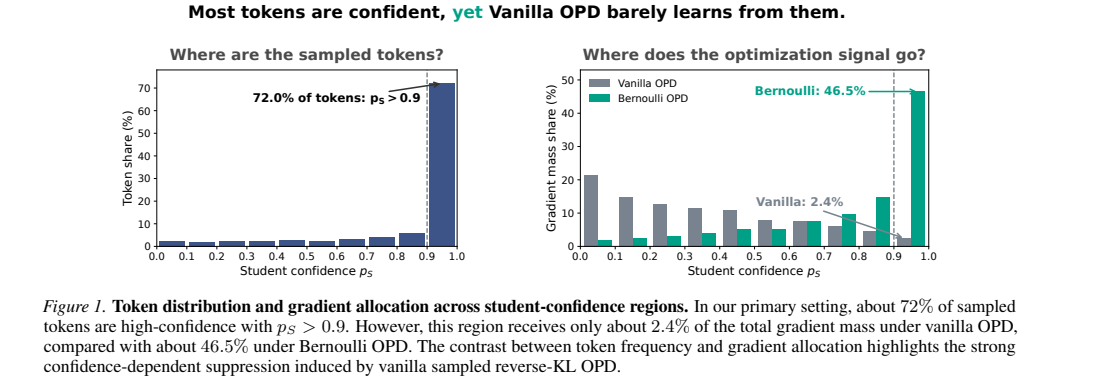 Most tokens are confident, yet Vanilla OPD barely learns from them.
Where are the sampled tokens?
Token share (%)
70
60
50
40
30
20
10
0
72.0% of tokens: pS > 0.9
0.0 0.1 0.2 0.3 0.4 0.5 0.6 0.7 0.8 0.9 1.0
Student confidence pS
Where does the optimization signal go?
Gradient mass share (%)
50
40
30
20
10
0
Vanilla OPD
Bernoulli OPD
Bernoulli: 46.5%
Vanilla: 2.4%
0.0 0.1 0.2 0.3 0.4 0.5 0.6 0.7 0.8 0.9 1.0
Student confidence pS
Figure 1. Token distribution and gradient allocation across student-confidence regions. In our primary setting, about 72% of sampled
tokens are high-confidence with pS > 0.9. However, this region receives only about 2.4% of the total gradient mass under vanilla OPD,
compared with about 46.5% under Bernoulli OPD. The contrast between token frequency and gradient allocation highlights the strong
confidence-dependent suppression induced by vanilla sampled reverse-KL OPD.